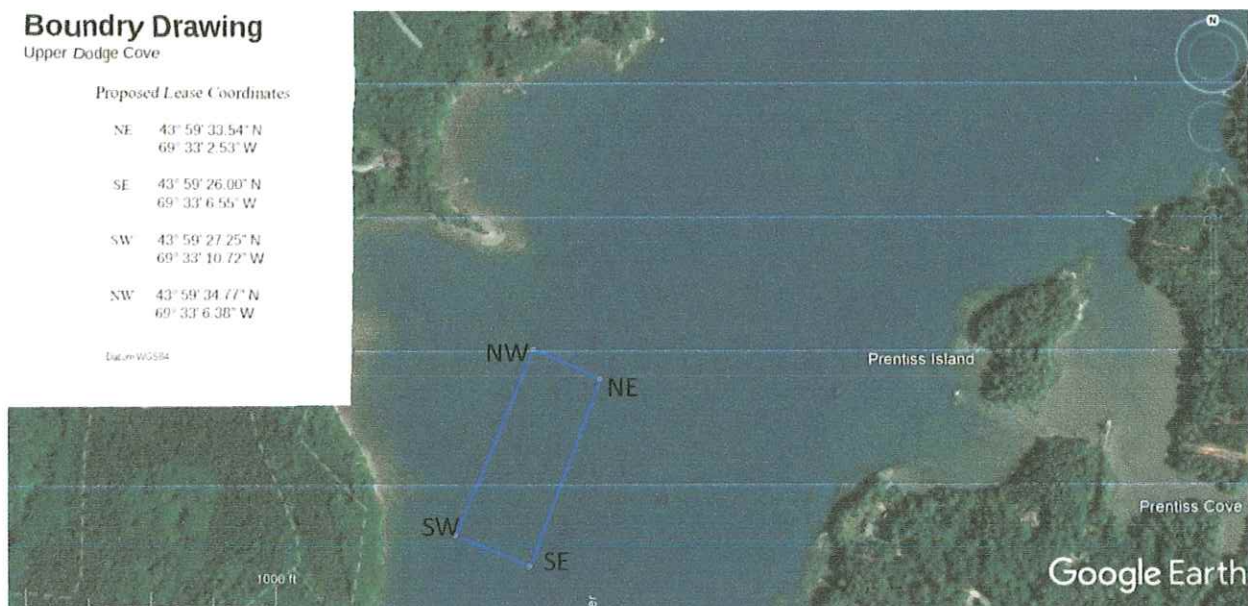 Boundry Drawing
Upper Dodge Cove
Proposed Lease Coordinates
NE 43° 59' 33.54" N
69° 33' 2.53" W
SE 43° 59' 26.00" N
69° 33' 6.55" W
SW 43° 59' 27.25" N
69° 33' 10.72" W
NW 43° 59' 34.77" N
69° 33' 6.38" W
Datum WGS84
N
NW
NE
Prentiss Island
SW
SE
Prentiss Cove
1000 ft
Google Earth
er